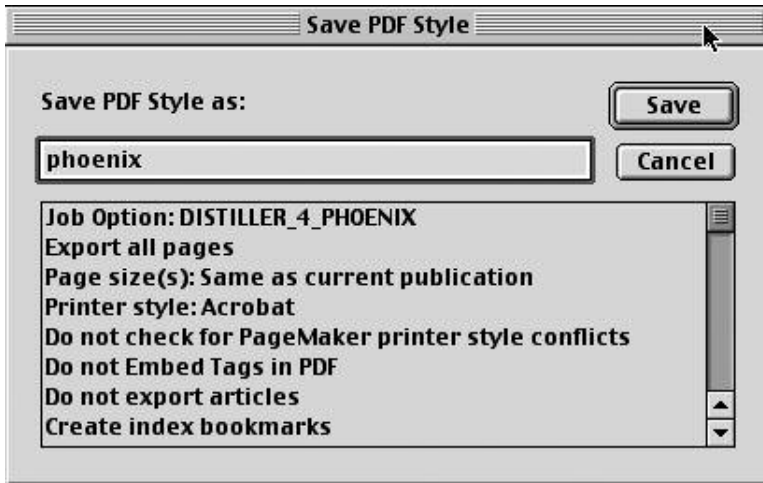 Save PDF Style
Save PDF Style as:
Save
phoenix
Cancel
Job Option: DISTILLER_4_PHOENIX
Export all pages
Page size(s): Same as current publication
Printer style: Acrobat
Do not check for PageMaker printer style conflicts
Do not Embed Tags in PDF
Do not export articles
Create index bookmarks